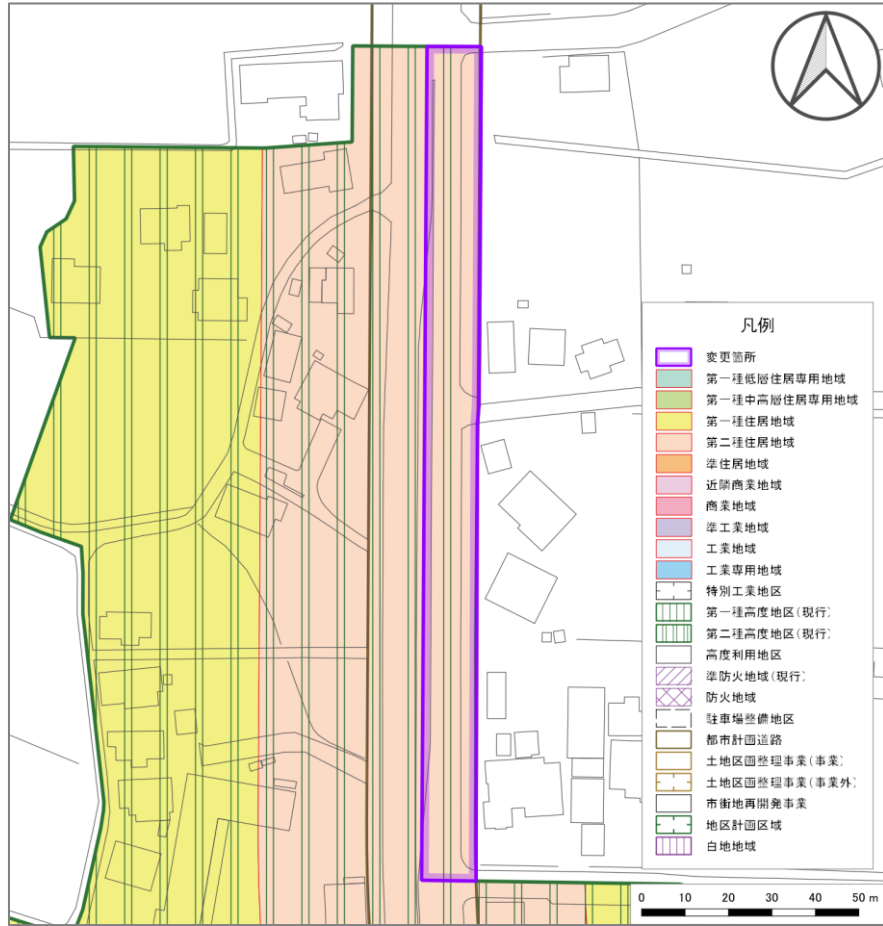 凡例
変更箇所
第一種低層住居専用地域
第一種中高層住居専用地域
第一種住居地域
第二種住居地域
準住居地域
近隣商業地域
商業地域
準工業地域
工業地域
工業専用地域
特別工業地区
第一種高度地区(現行)
第二種高度地区(現行)
高度利用地区
準防火地域(現行)
防火地域
駐車場整備地区
都市計画道路
土地区画整理事業(事業)
土地区画整理事業(事業外)
市街地再開発事業
地区計画区域
白地地域
0 10 20 30 40 50 m